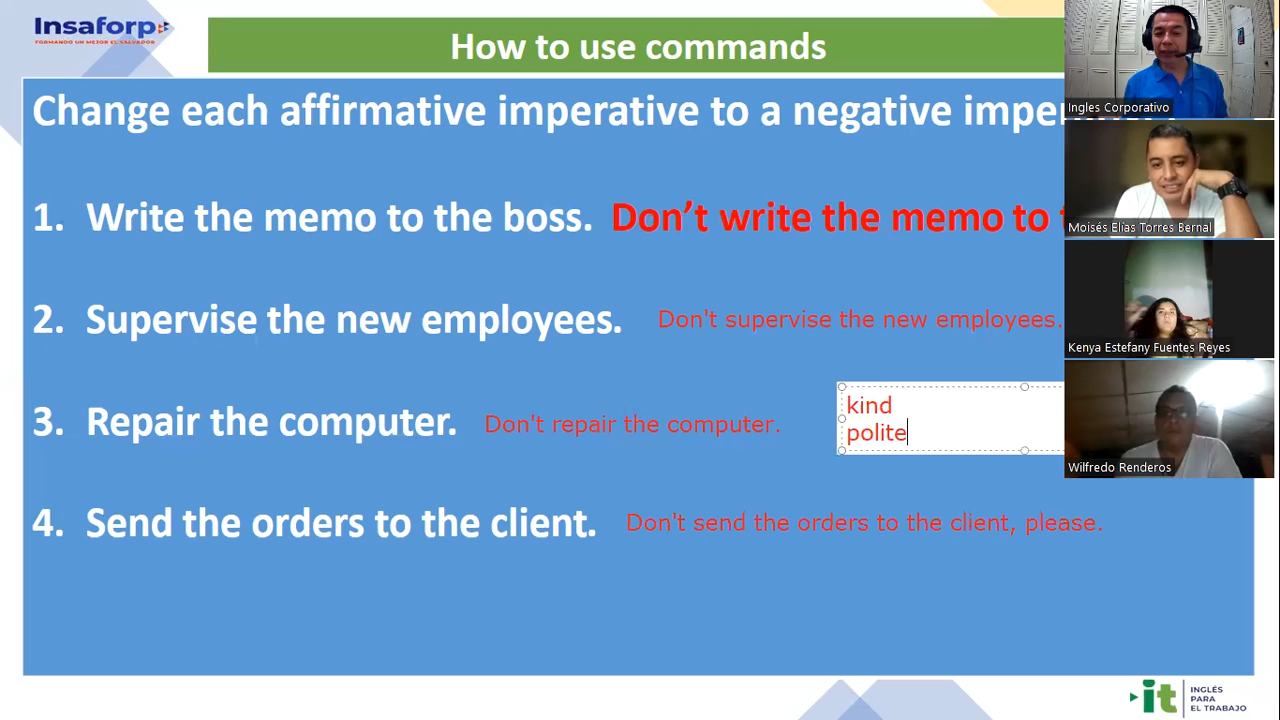 Insaforp
FORMANDO UN MEJOR EL SALVADOR
How to use commands
Change each affirmative imperative to a negative
1. Write the memo to the boss. Don't write the memo to
2. Supervise the new employees. Don't supervise the new employees.
3. Repair the computer. Don't repair the computer.
kind
polite
4. Send the orders to the client. Don't send the orders to the client, please.
Ingles Corporativo
Moisés Elias Torres Bernal
Kenya Estefany Fuentes Reyes
Wilfredo Renderos
it
INGLÉS
PARA
EL TRABAJO